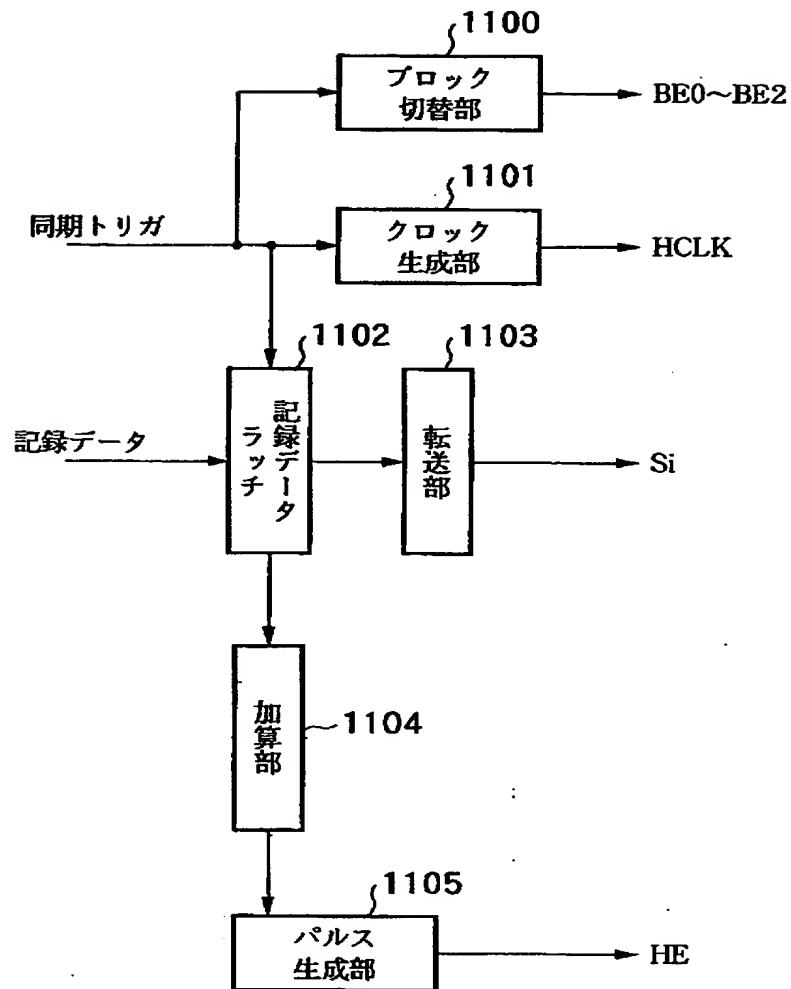 1100
ブロック
切替部
BE0～BE2
1101
同期トリガ
クロック
生成部
HCLK
1102
1103
記録データ
記録データ
ラッチ
転送部
Si
加算部
1104
1105
パルス
生成部
HE